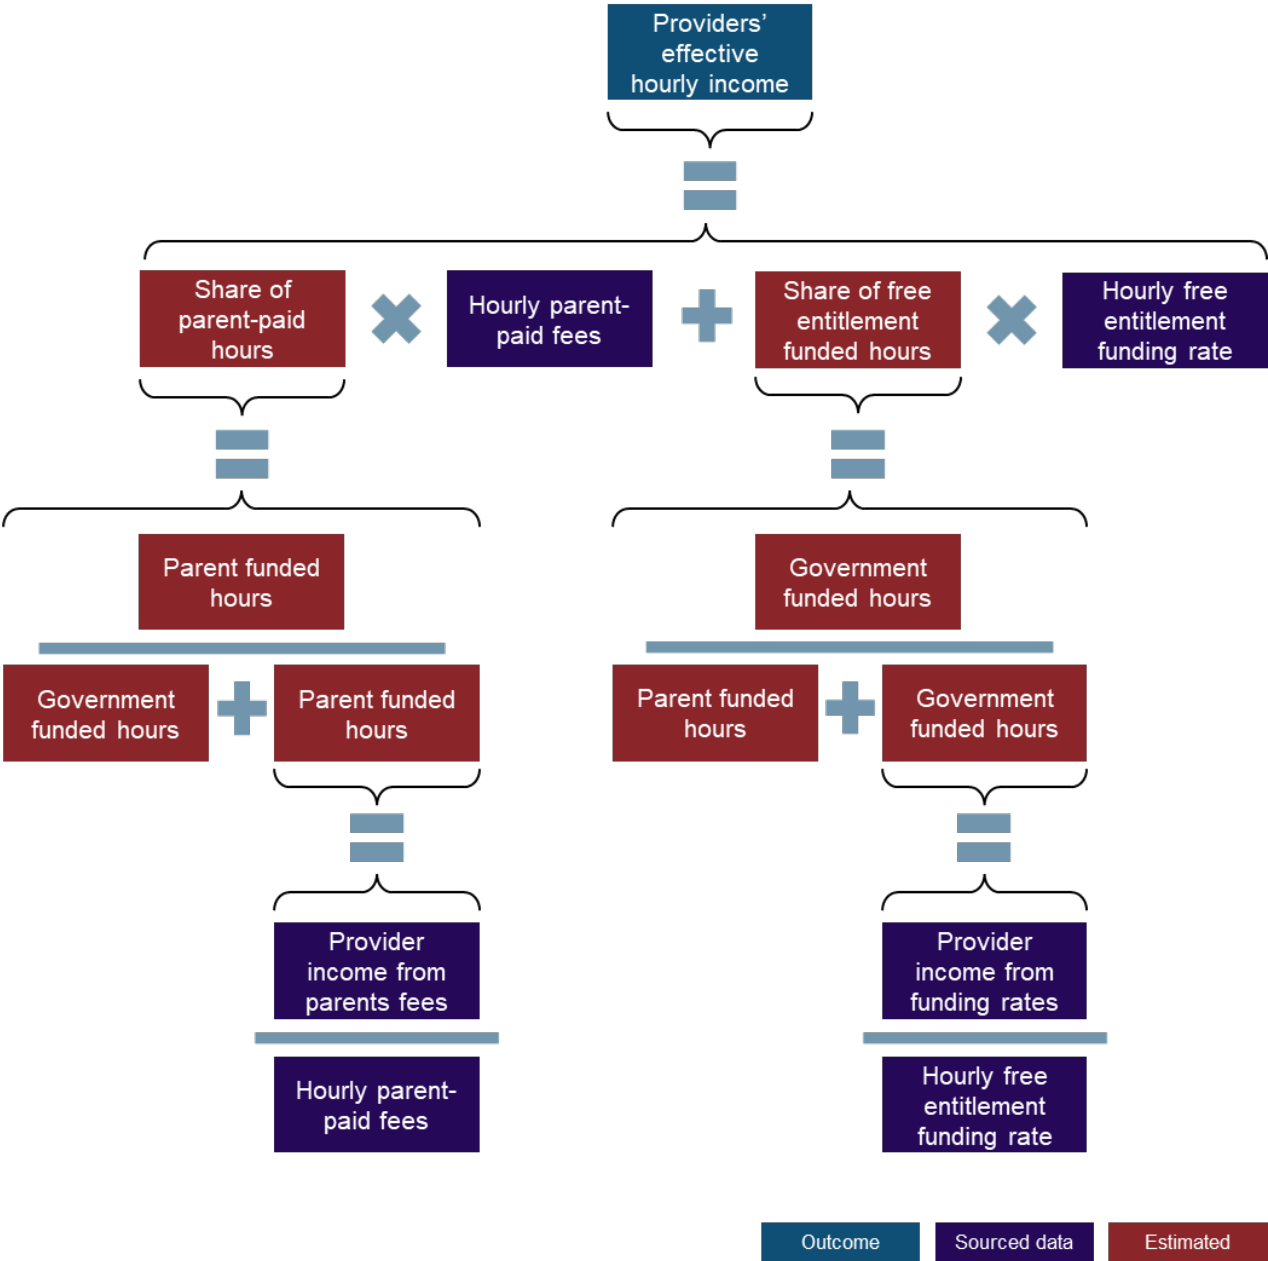 Providers’
effective
hourly income
Share of
parent-paid
hours
Hourly parent-
paid fees
Share of free
entitlement
funded hours
Hourly free
entitlement
funding rate
Parent funded
hours
Government
funded hours
Government
funded hours
Parent funded
hours
Parent funded
hours
Government
funded hours
Provider
income from
parents fees
Provider
income from
funding rates
Hourly parent-
paid fees
Hourly free
entitlement
funding rate
Outcome
Sourced data
Estimated